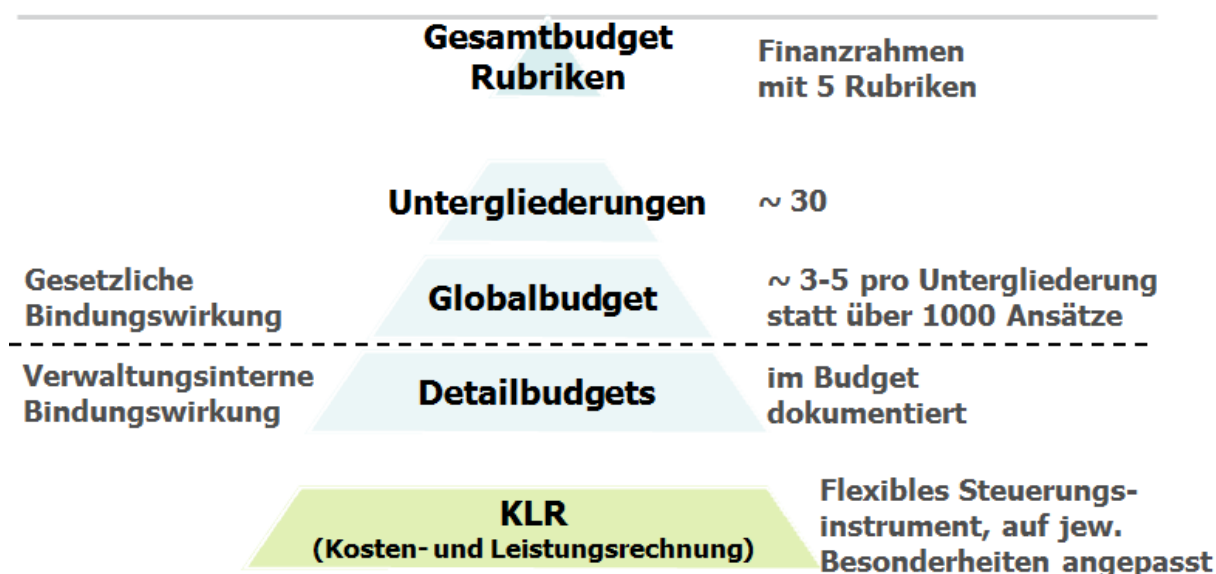 Gesamtbudget
Rubriken
Finanzrahmen
mit 5 Rubriken
Untergliederungen
~ 30
Gesetzliche
Bindungswirkung
Globalbudget
~ 3-5 pro Untergliederung
statt über 1000 Ansätze
Verwaltungsinterne
Bindungswirkung
Detailbudgets
im Budget
dokumentiert
KLR
(Kosten- und Leistungsrechnung)
Flexibles Steuerungs-
instrument, auf jew.
Besonderheiten angepasst